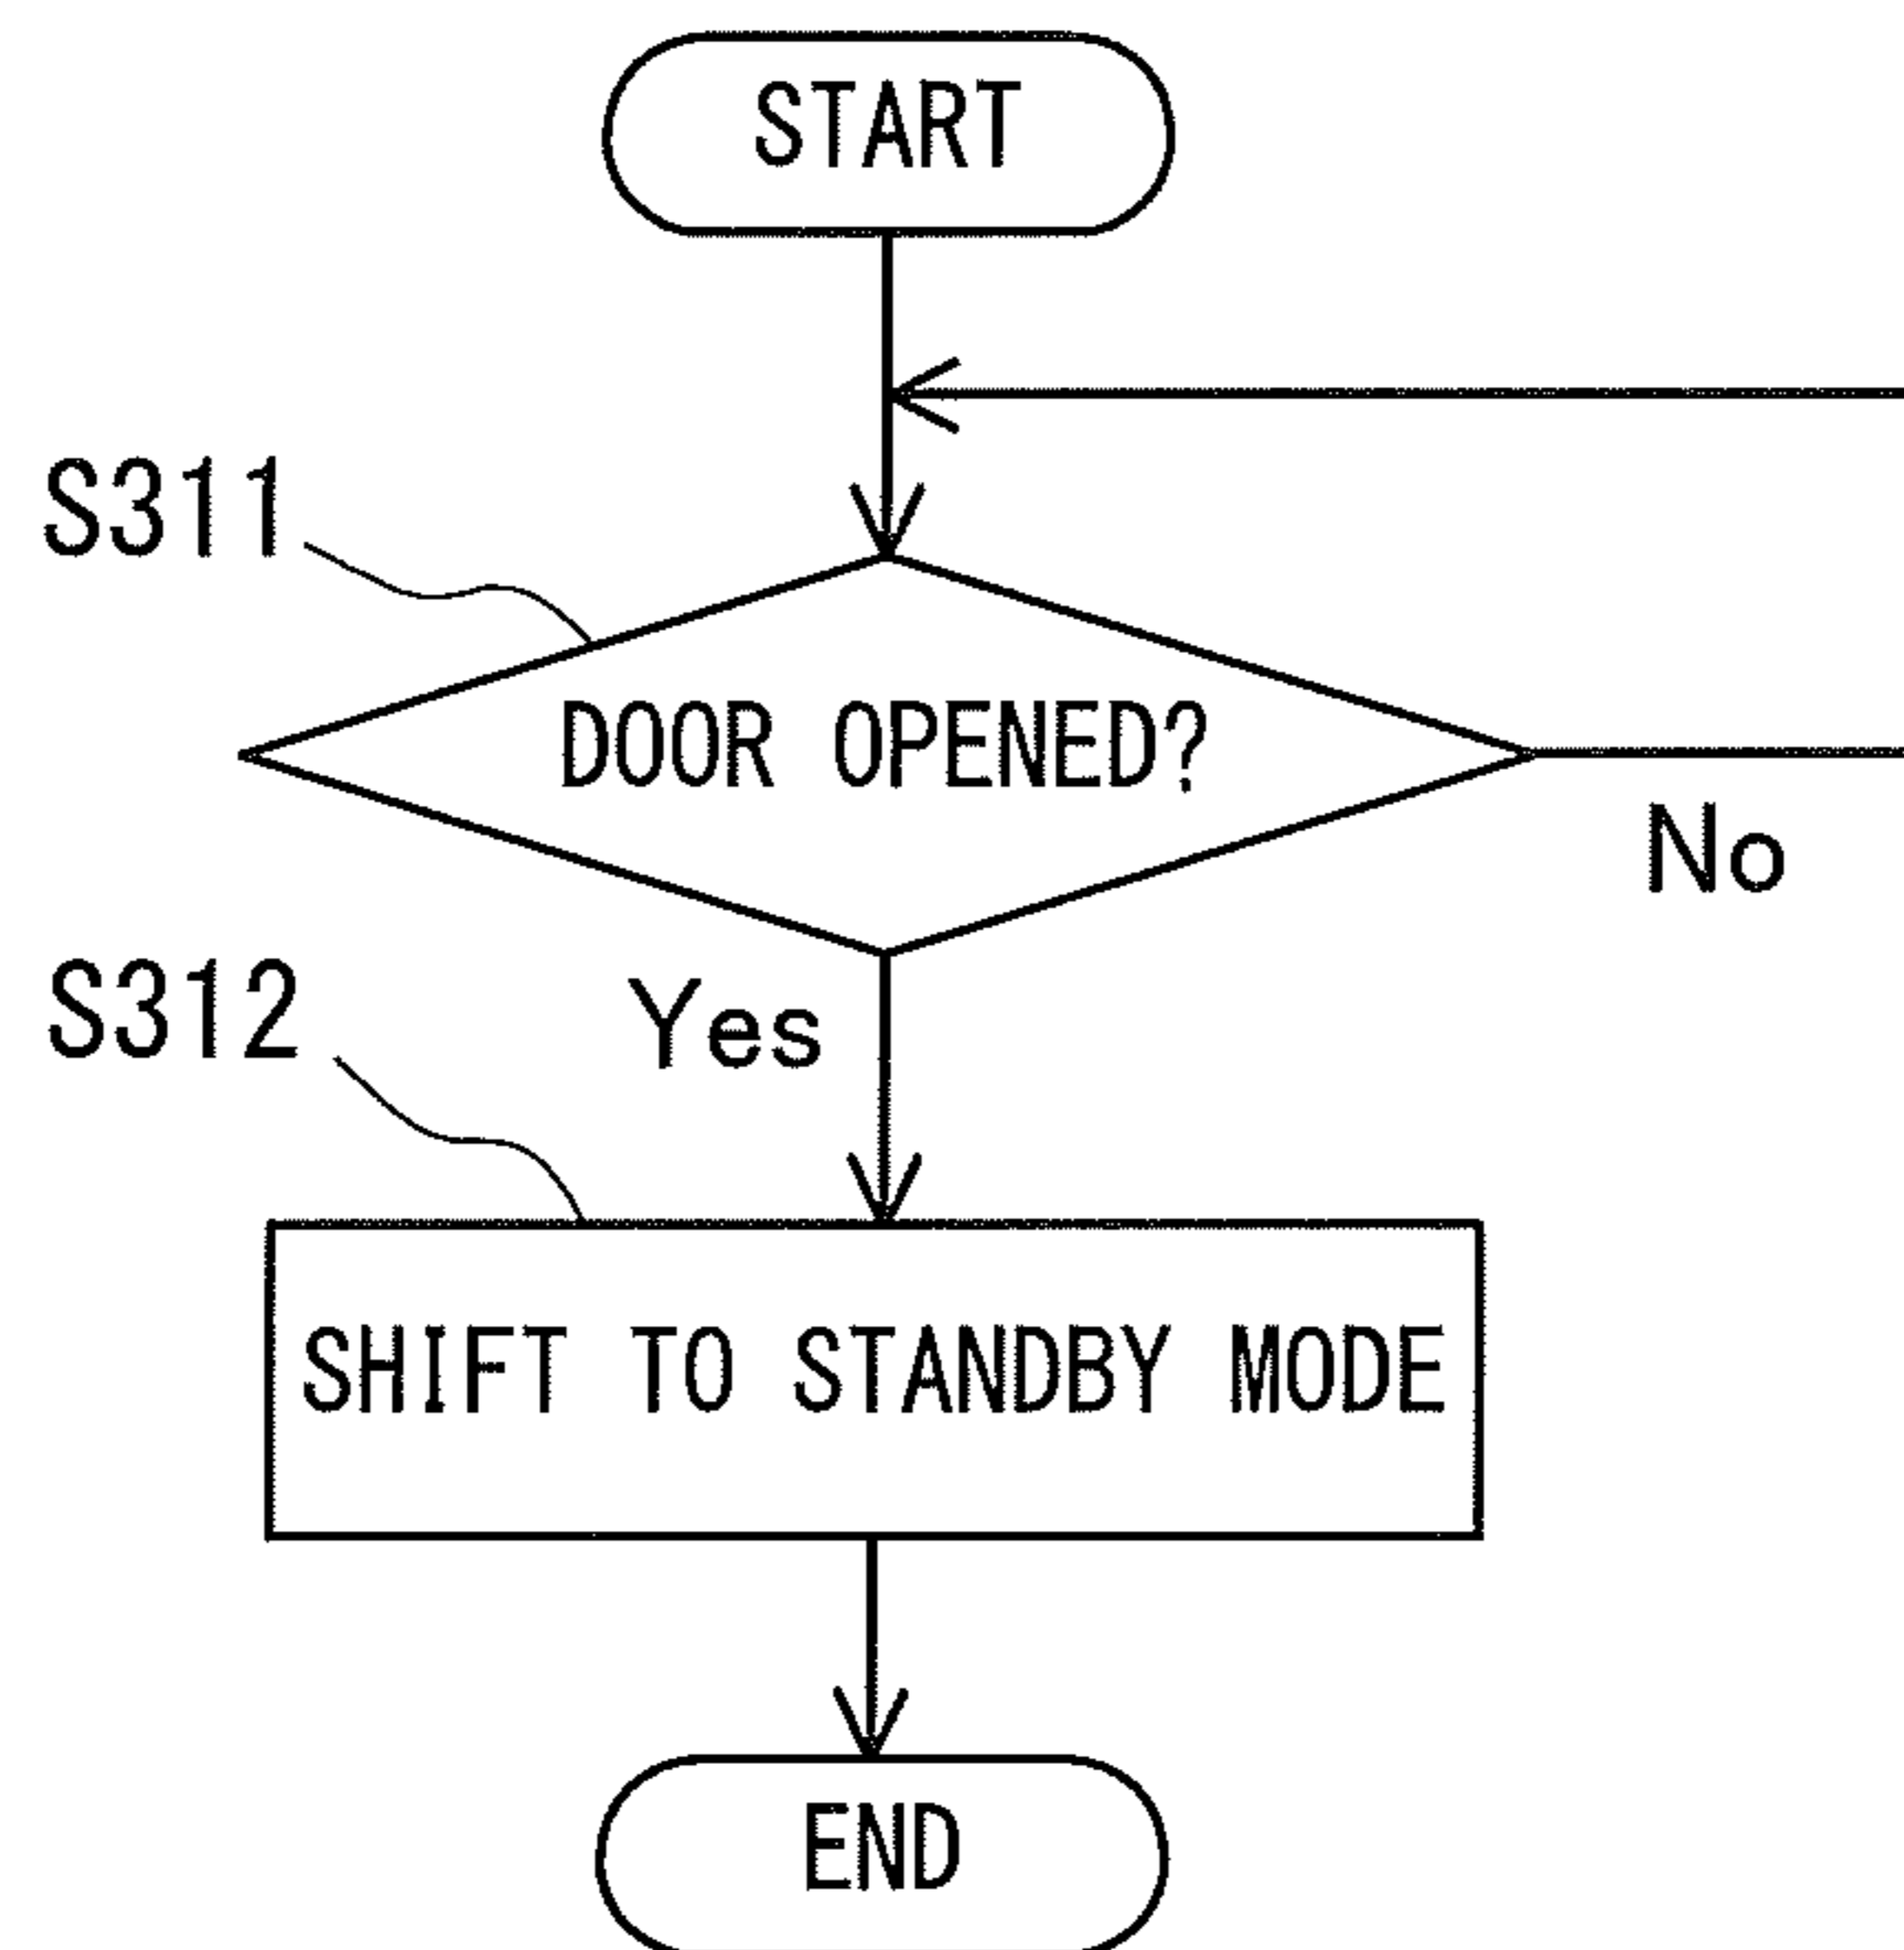 START
S311
DOOR OPENED?
No
S312
Yes
SHIFT TO STANDBY MODE
END